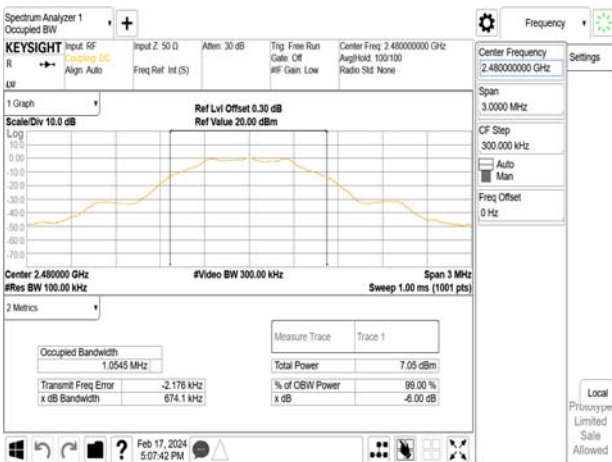 Spectrum Analyzer 1
Occupied BW
Frequency
KEYSIGHT
R
Input: RF
Coupling: DC
Align: Auto
Input Z: 50 Ω
Freq Ref: Int (S)
Atten: 30 dB
Trig: Free Run
Gate: Off
#IF Gain: Low
Center Freq: 2.480000000 GHz
Avg|Hold: 100/100
Radio Std: None
Center Frequency
2.480000000 GHz
Settings
Span
3.0000 MHz
CF Step
300.000 kHz
Auto
Man
Freq Offset
0 Hz
1 Graph
Scale/Div 10.0 dB
Ref Lvl Offset 0.30 dB
Ref Value 20.00 dBm
Log
10.0
0.00
-10.0
-20.0
-30.0
-40.0
-50.0
-60.0
-70.0
Center 2.480000 GHz
#Res BW 100.00 kHz
#Video BW 300.00 kHz
Span 3 MHz
Sweep 1.00 ms (1001 pts)
2 Metrics
Measure Trace
Trace 1
Occupied Bandwidth
1.0545 MHz
Total Power
7.05 dBm
Transmit Freq Error
-2.176 kHz
% of OBW Power
99.00 %
x dB Bandwidth
674.1 kHz
x dB
-6.00 dB
Local
Prototype
Limited
Sale
Allowed
?
Feb 17, 2024
5:07:42 PM